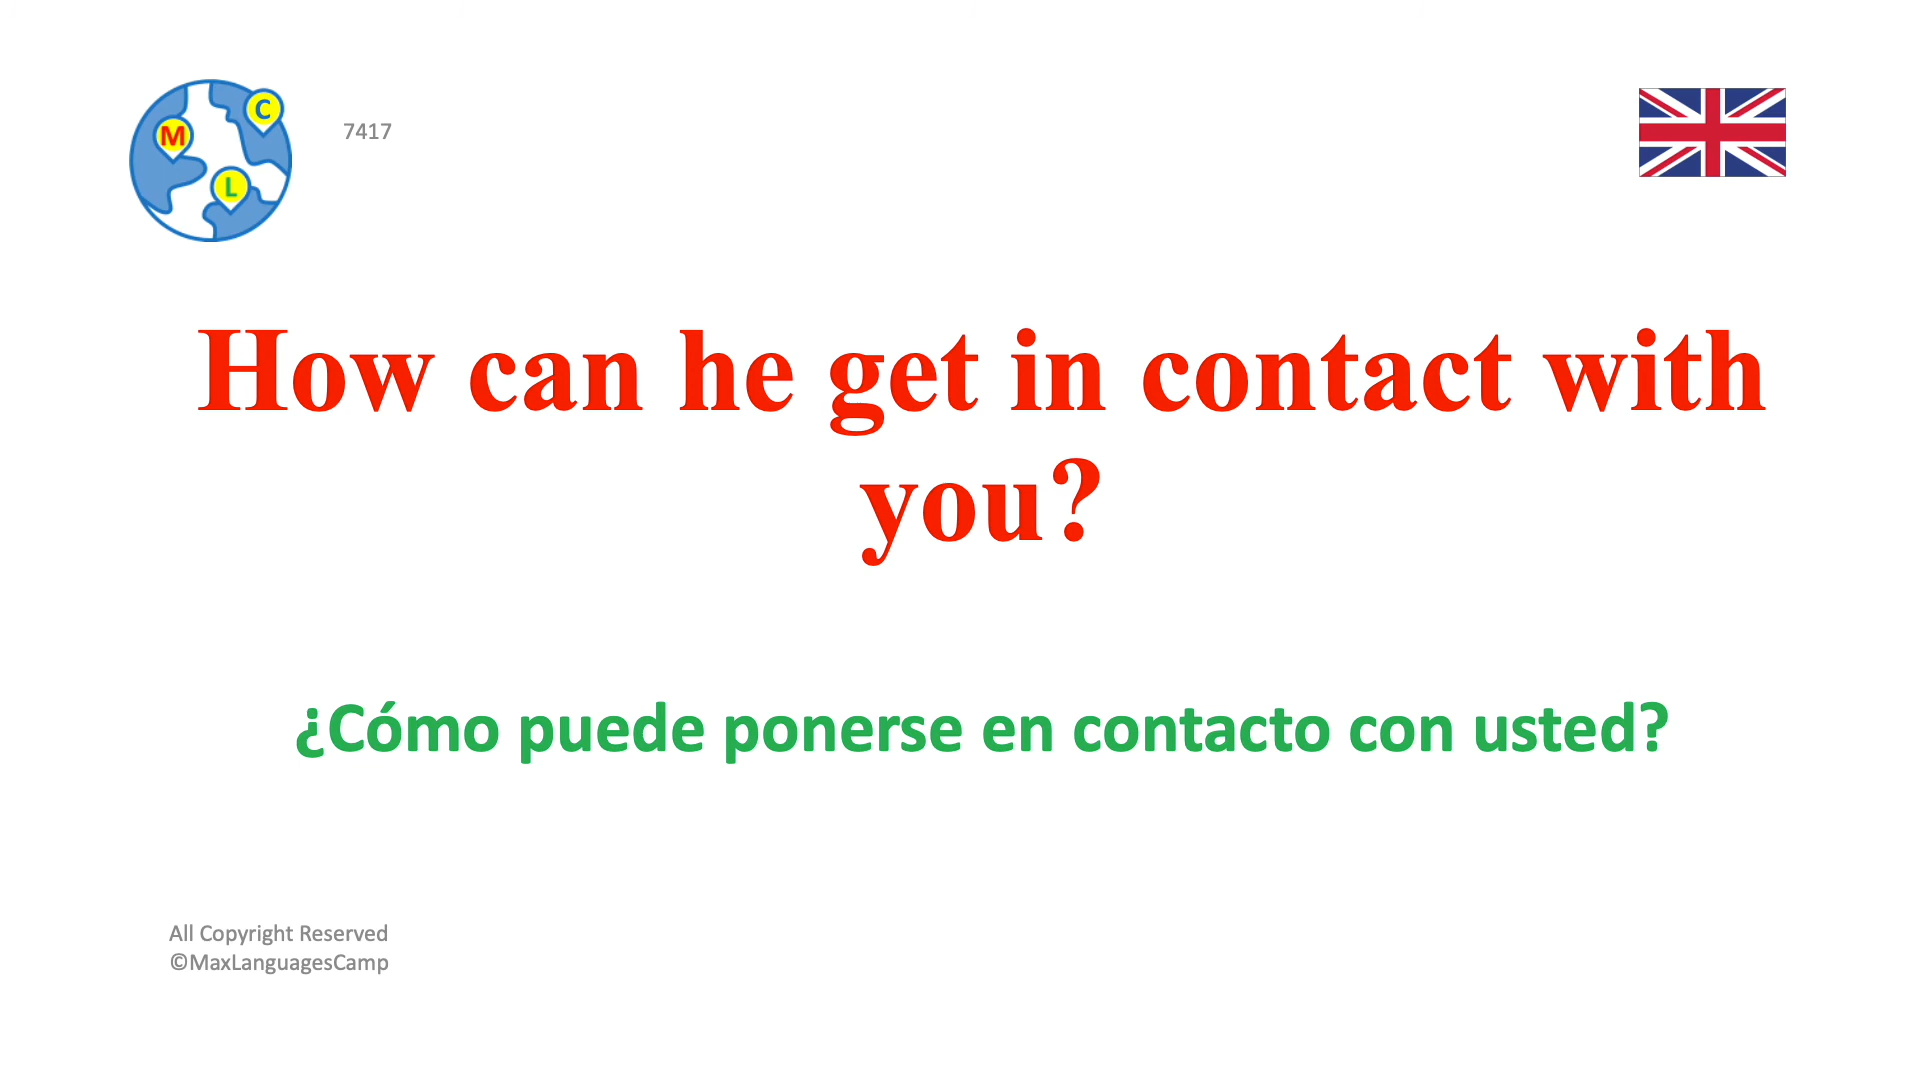 C
M
L
7417
How can he get in contact with
you?
¿Cómo puede ponerse en contacto con usted?
All Copyright Reserved
©MaxLanguagesCamp